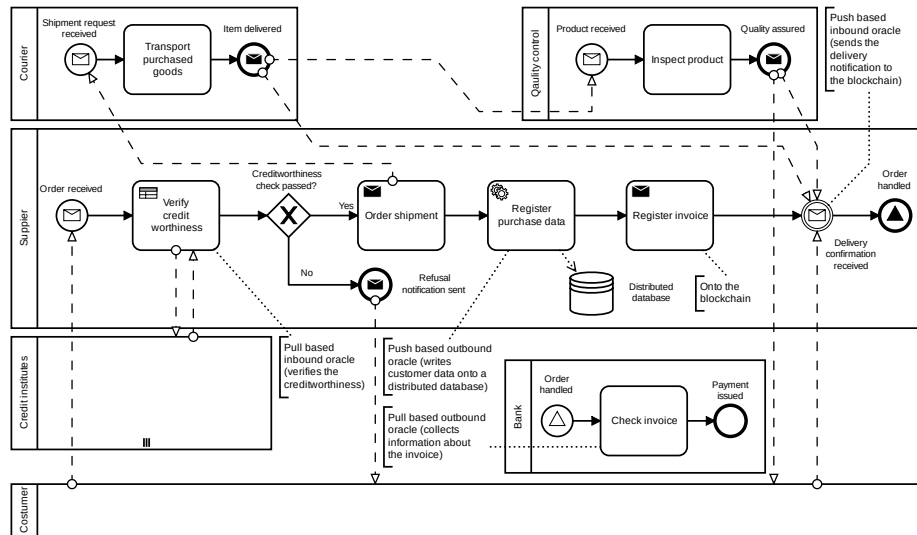 Courier
Shipment request
received
Transport
purchased
goods
Item delivered
Qaulity control
Product received
Inspect product
Quality assured
Push based
inbound oracle
(sends the
delivery
notification to
the blockchain)
Suppier
Order received
Verify
credit
worthiness
Creditworthiness
check passed?
Yes
No
Order shipment
Refusal
notification sent
Register
purchase data
Distributed
database
Register invoice
Onto the
blockchain
Delivery
confirmation
received
Order
handled
Credit institutes
Pull based
inbound oracle
(verifies the
creditworthiness)
Push based outbound
oracle (writes
customer data onto a
distributed database)
Pull based outbound
oracle (collects
information about
the invoice)
Bank
Order
handled
Check invoice
Payment
issued
Costumer